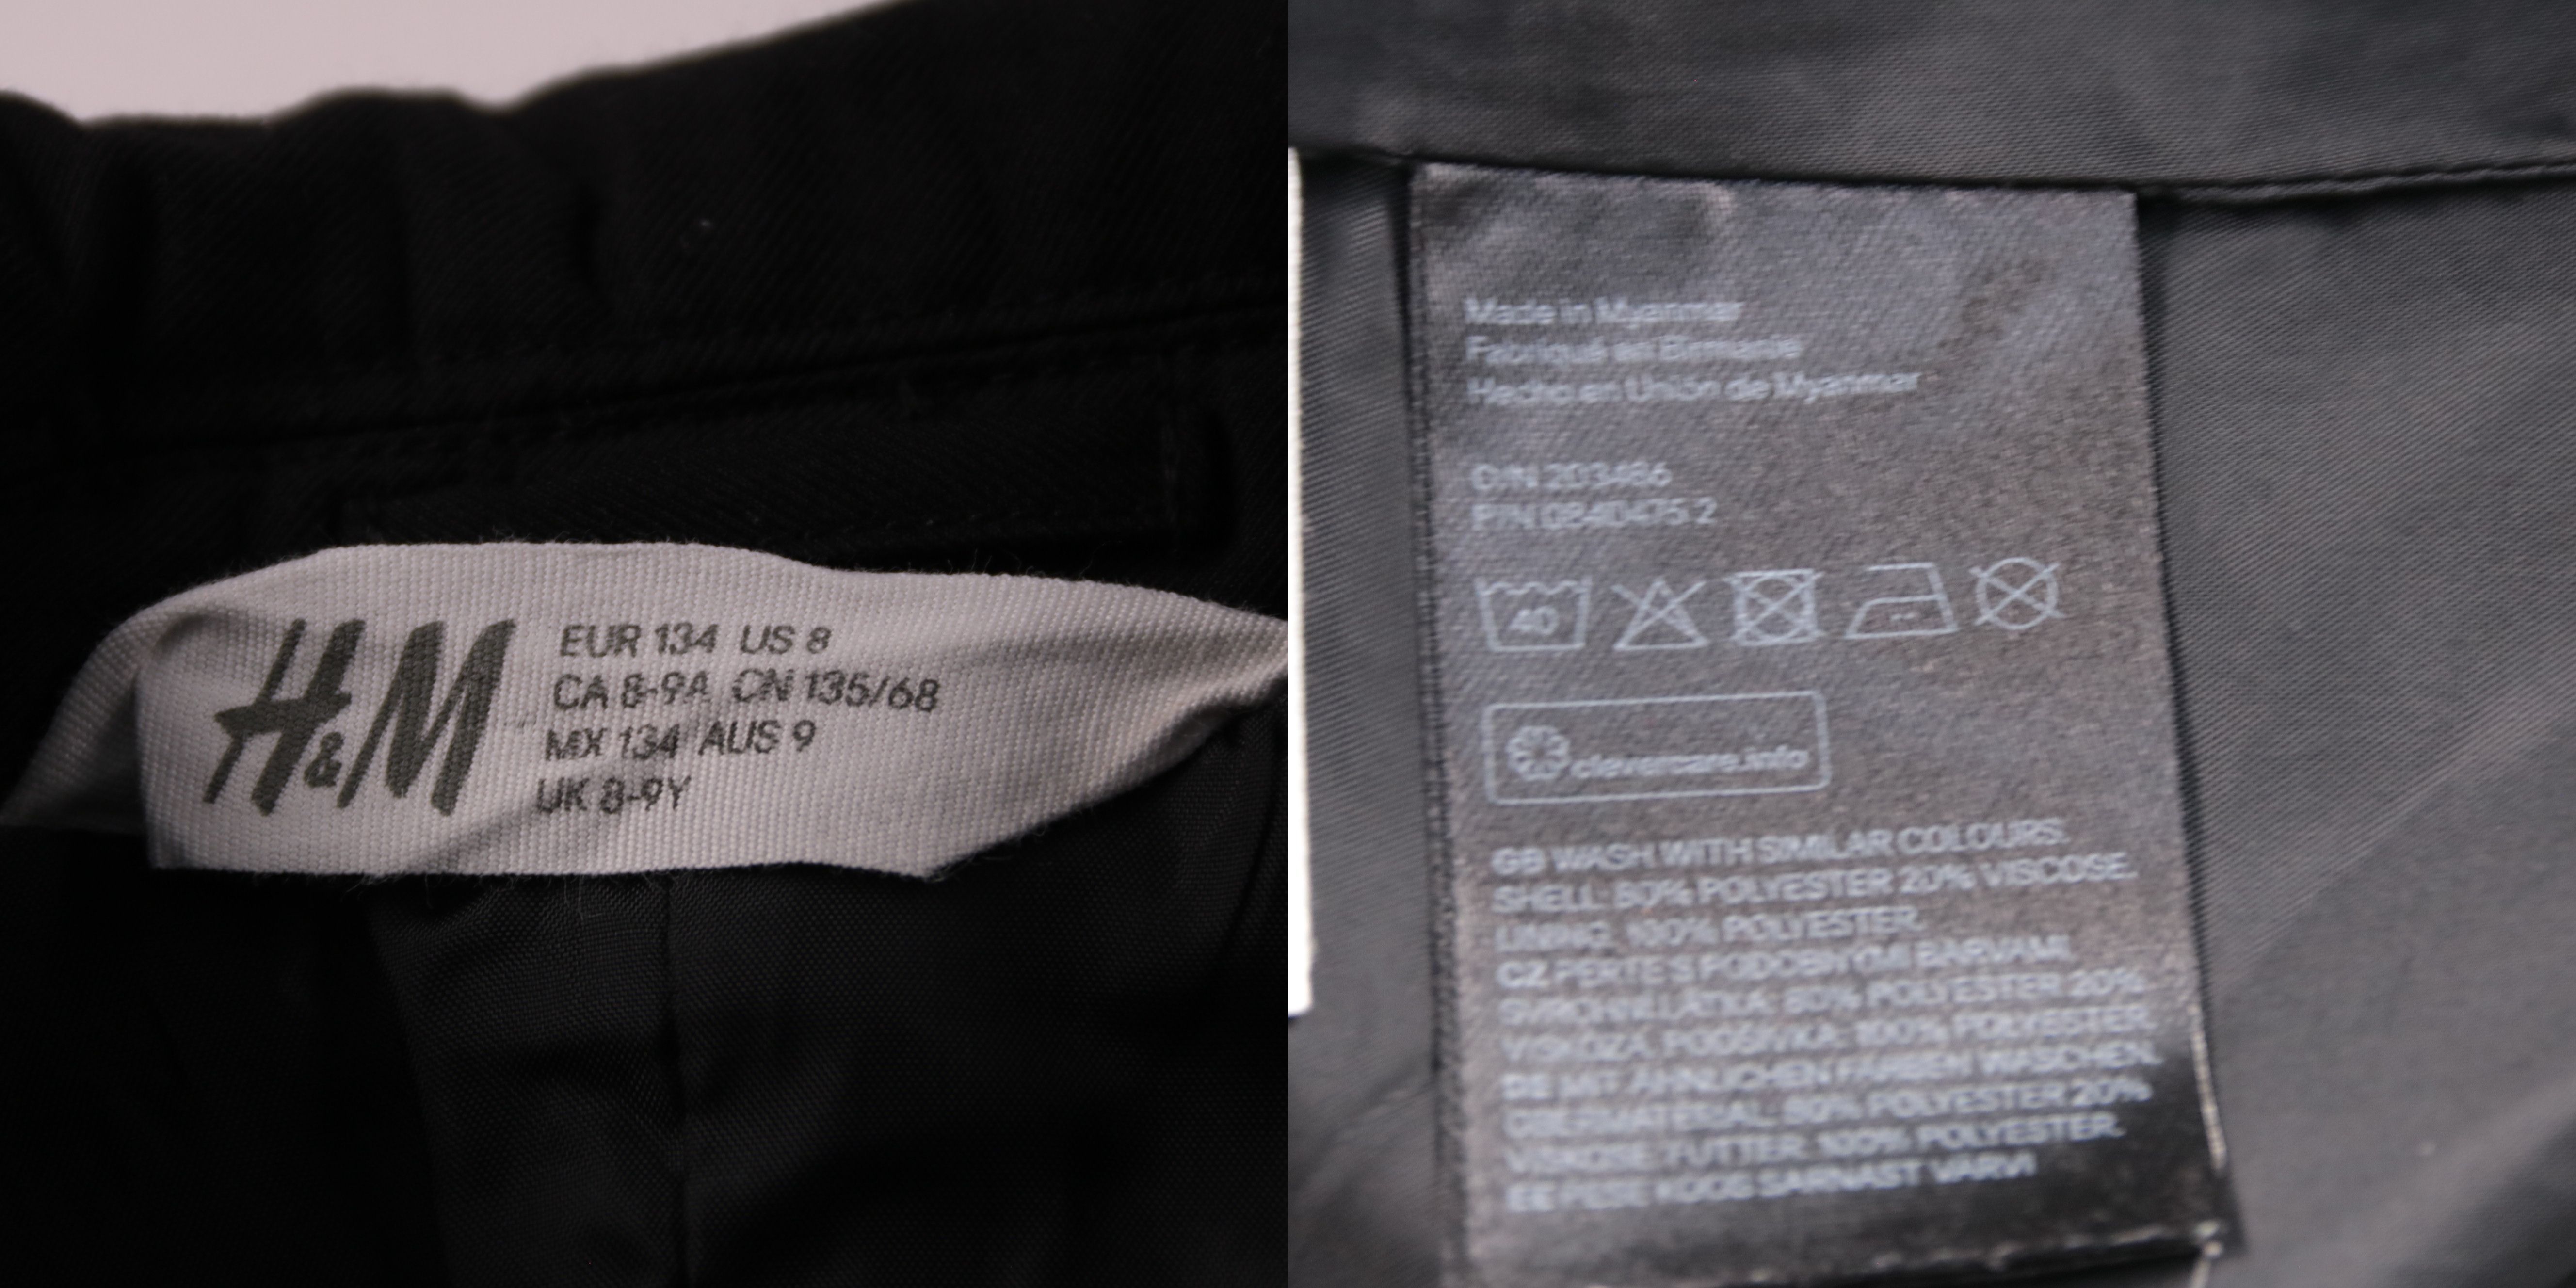 H&M
EUR 134 US 8
CA 8-9A CN 135/68
MX 134 AUS 9
UK 8-9Y
Made in Myanmar
Fabriqué en Birmanie
Hecho en Unión de Myanmar
O/N 203486
P/N 0840475 2
40
clevercare.info
GB WASH WITH SIMILAR COLOURS.
SHELL: 80% POLYESTER 20% VISCOSE.
LINING: 100% POLYESTER.
CZ PERTE S PODOBNÝMI BARVAMI.
SVRCHNÍ LÁTKA: 80% POLYESTER 20%
VISKÓZA. PODŠÍVKA: 100% POLYESTER.
DE MIT ÄHNLICHEN FARBEN WASCHEN.
OBERMATERIAL: 80% POLYESTER 20%
VISKOSE. FUTTER: 100% POLYESTER.
EE PESE KOOS SARNAST VÄRVI